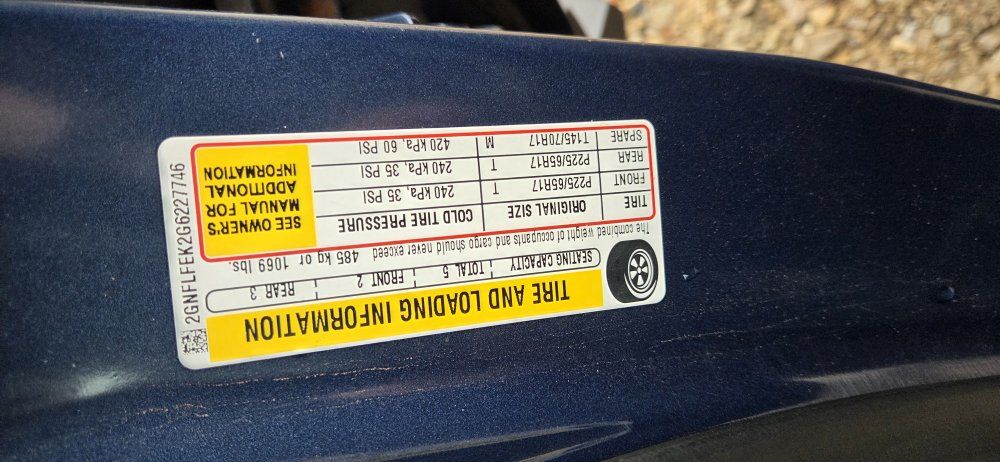 TIRE AND LOADING INFORMATION
SEATING CAPACITY TOTAL 5 FRONT 2 REAR 3
The combined weight of occupants and cargo should never exceed 485 kg or 1069 lbs.
TIRE ORIGINAL SIZE COLD TIRE PRESSURE
FRONT P225/65R17 T 240 kPa, 35 PSI
REAR P225/65R17 T 240 kPa, 35 PSI
SPARE T145/70R17 M 420 kPa, 60 PSI
SEE OWNER'S
MANUAL FOR
ADDITIONAL
INFORMATION
2GNFLFEK2G6227746